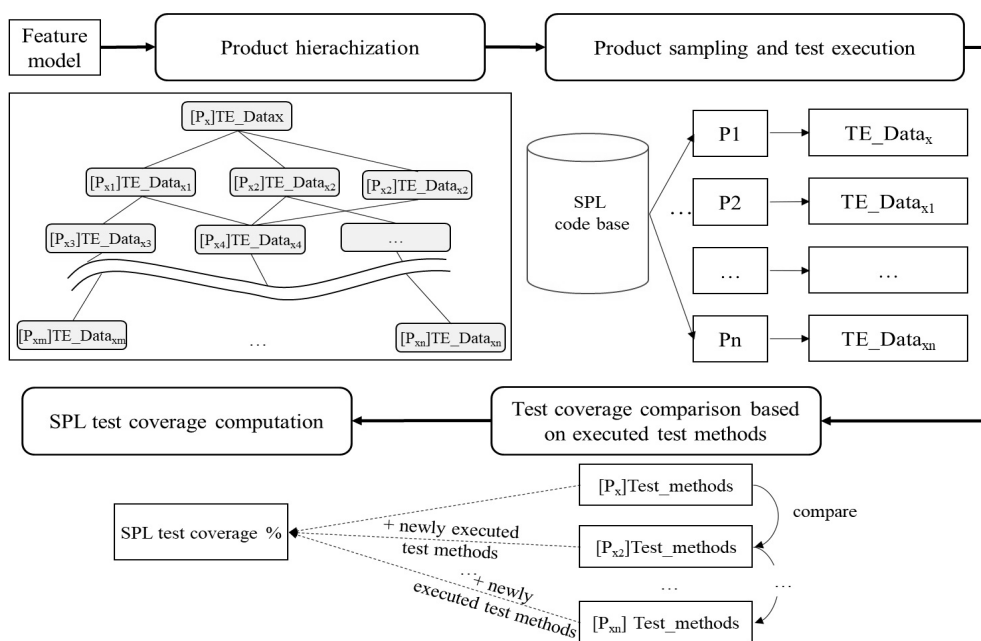 Feature
model
Product hierachization
Product sampling and test execution
[Px]TE_Datax
[Px1]TE_Datax1
[Px2]TE_Datax2
[Px2]TE_Datax2
[Px3]TE_Datax3
[Px4]TE_Datax4
…
[Pxm]TE_Dataxm
…
[Pxn]TE_Dataxn
SPL
code base
…
P1
TE_Datax
P2
TE_Datax1
…
…
Pn
TE_Dataxn
SPL test coverage computation
Test coverage comparison based
on executed test methods
[Px]Test_methods
compare
SPL test coverage %
+ newly executed
test methods
[Px2]Test_methods
…
…
…+ newly
executed test methods
[Pxn] Test_methods